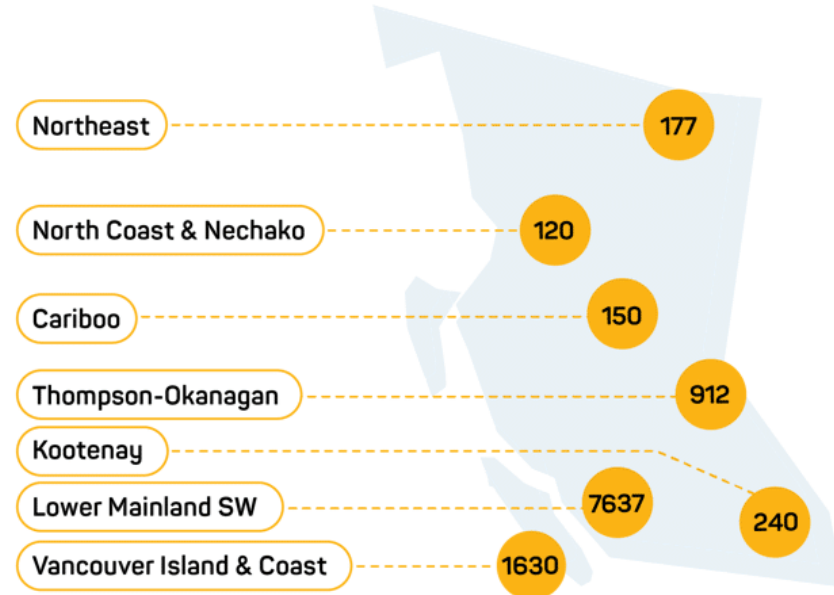 Northeast
177
North Coast & Nechako
120
Cariboo
150
Thompson-Okanagan
912
Kootenay
240
Lower Mainland SW
7637
Vancouver Island & Coast
1630